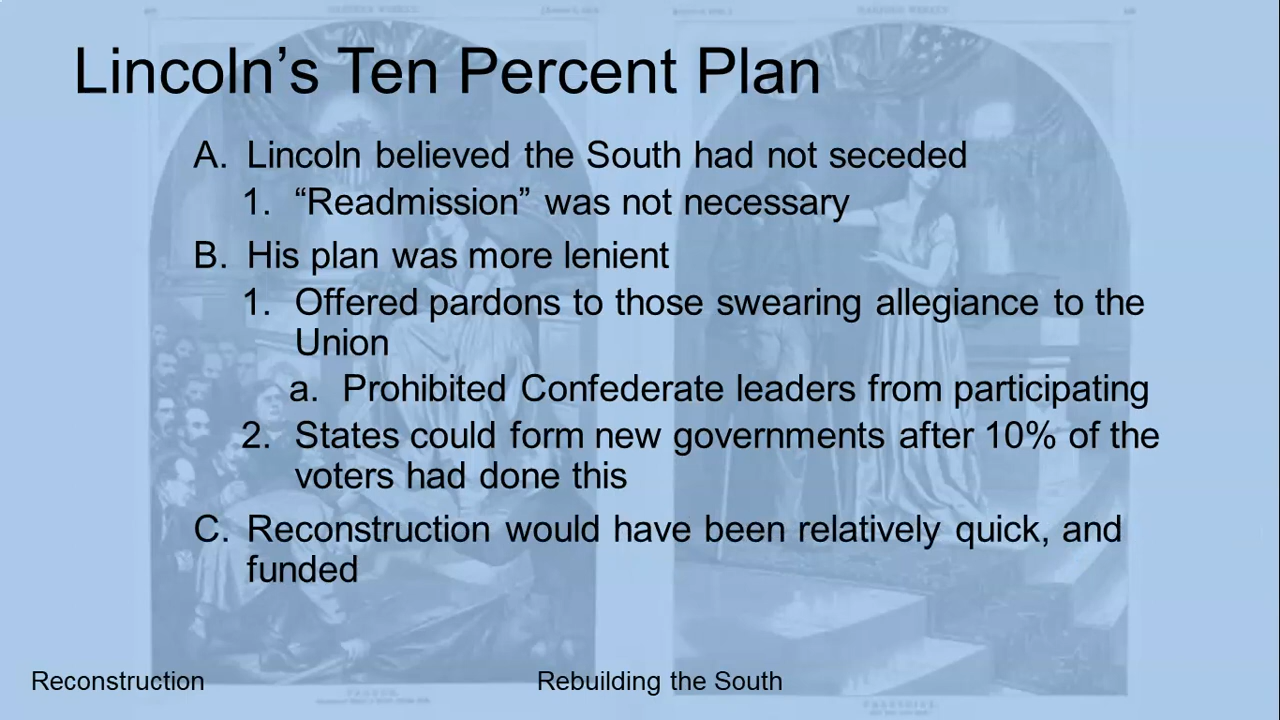 Lincoln’s Ten Percent Plan
A. Lincoln believed the South had not seceded
1. “Readmission” was not necessary
B. His plan was more lenient
1. Offered pardons to those swearing allegiance to the
Union
a. Prohibited Confederate leaders from participating
2. States could form new governments after 10% of the
voters had done this
C. Reconstruction would have been relatively quick, and
funded
Reconstruction
Rebuilding the South